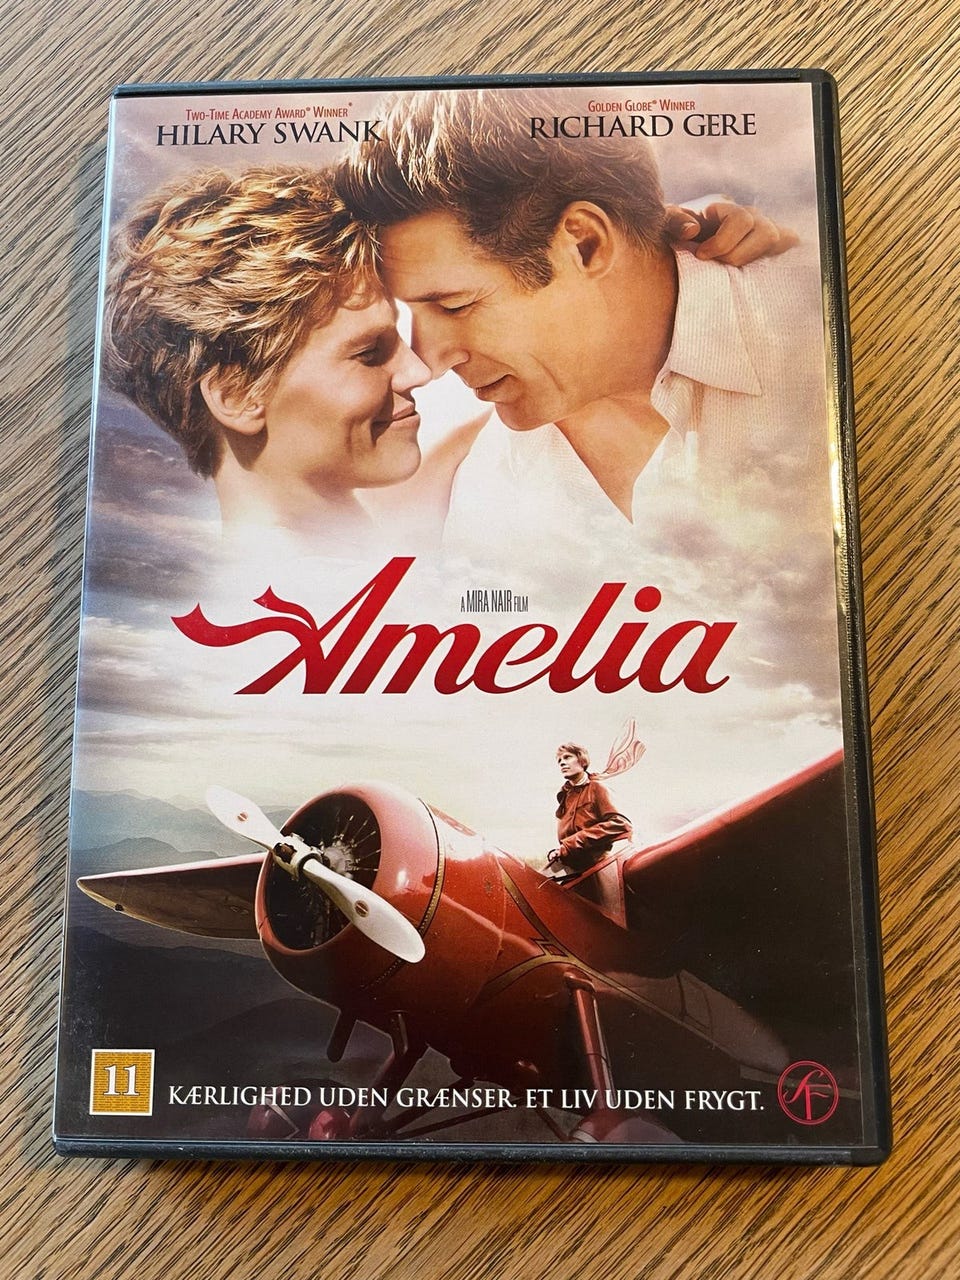 Two-Time Academy Award® Winner®
HILARY SWANK
Golden Globe® Winner
RICHARD GERE
A MIRA NAIR FILM
Amelia
11
KÆRLIGHED UDEN GRÆNSER. ET LIV UDEN FRYGT.
SF